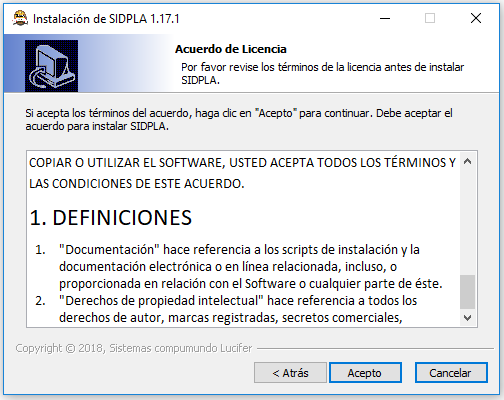 Instalación de SIDPLA 1.17.1
Acuerdo de Licencia
Por favor revise los términos de la licencia antes de instalar
SIDPLA.
Si acepta los términos del acuerdo, haga clic en "Acepto" para continuar. Debe aceptar el
acuerdo para instalar SIDPLA.
COPIAR O UTILIZAR EL SOFTWARE, USTED ACEPTA TODOS LOS TÉRMINOS Y
LAS CONDICIONES DE ESTE ACUERDO.
1. DEFINICIONES
1. "Documentación" hace referencia a los scripts de instalación y la
documentación electrónica o en línea relacionada, incluso, o
proporcionada en relación con el Software o cualquier parte de éste.
2. "Derechos de propiedad intelectual" hace referencia a todos los
derechos de autor, marcas registradas, secretos comerciales,
Copyright © 2018, Sistemas compumundo Lucifer
< Atrás
Acepto
Cancelar